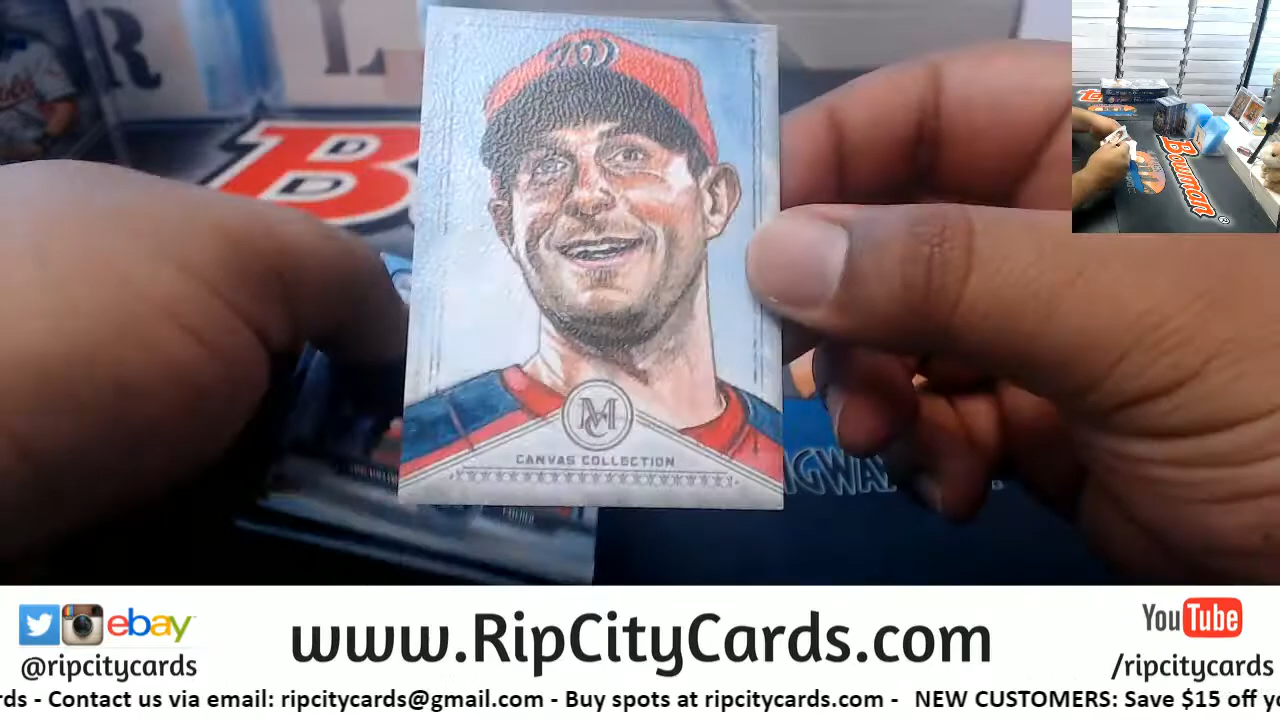 R L
B
W
MC
CANVAS COLLECTION
Bowman
ebay
@ripcitycards
www.RipCityCards.com
YouTube
/ripcitycards
rds - Contact us via email: ripcitycards@gmail.com - Buy spots at ripcitycards.com - NEW CUSTOMERS: Save $15 off yo